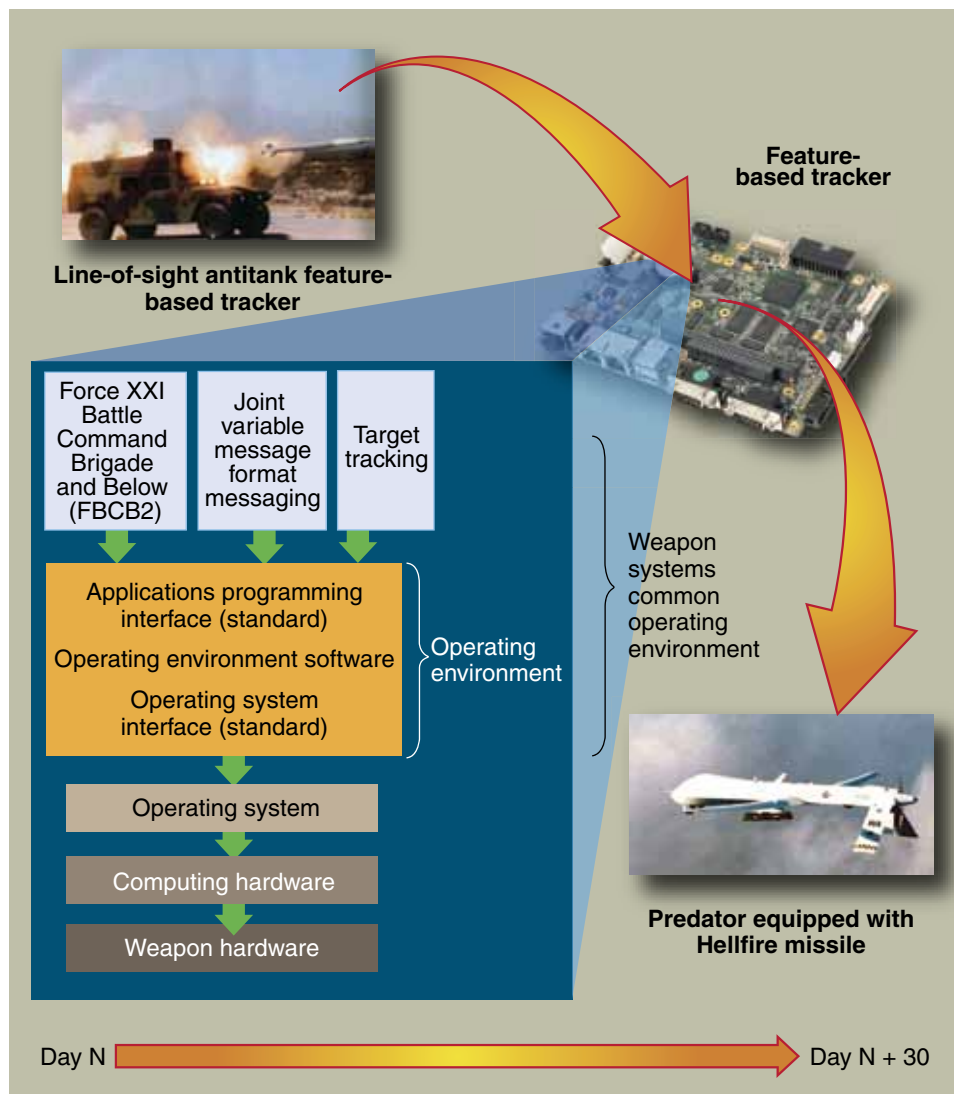 Line-of-sight antitank feature-
based tracker
Feature-
based tracker
Force XXI
Battle
Command
Brigade
and Below
(FBCB2)
Joint
variable
message
format
messaging
Target
tracking
Applications programming
interface (standard)
Operating environment software
Operating system
interface (standard)
Operating
environment
Weapon
systems
common
operating
environment
Operating system
Computing hardware
Weapon hardware
Predator equipped with
Hellfire missile
Day N
Day N + 30